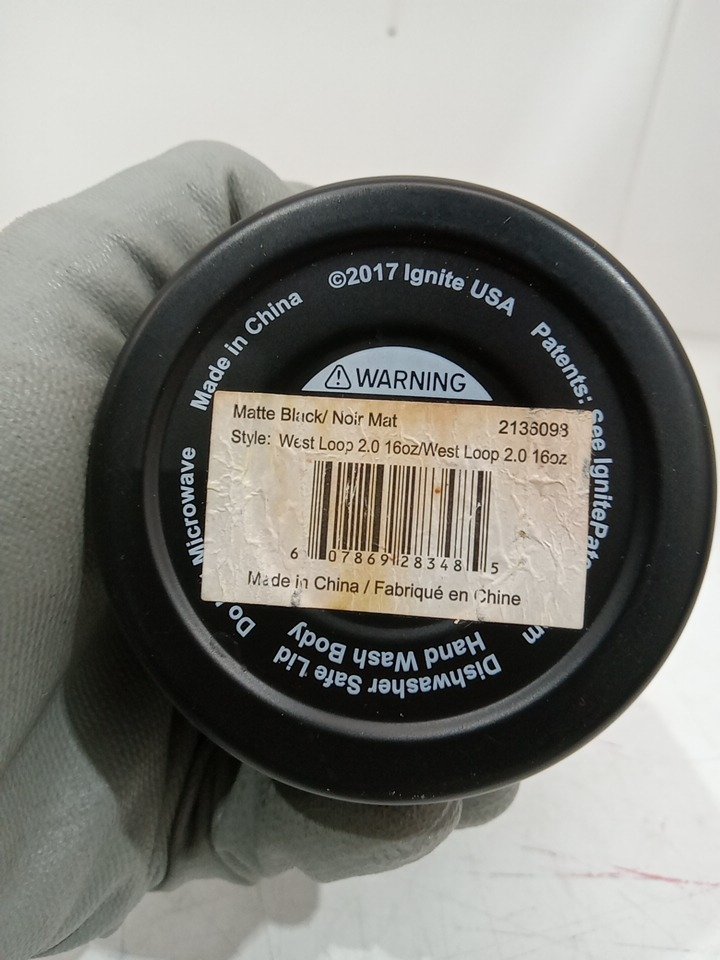 ©2017 Ignite USA
Made in China
Patents: See
WARNING
Matte Black/ Noir Mat 2136098
Style: West Loop 2.0 16oz/West Loop 2.0 16oz
6 07869 28348 5
Made in China / Fabriqué en Chine
Microwave
Dishwasher Safe Lid
Hand Wash Body